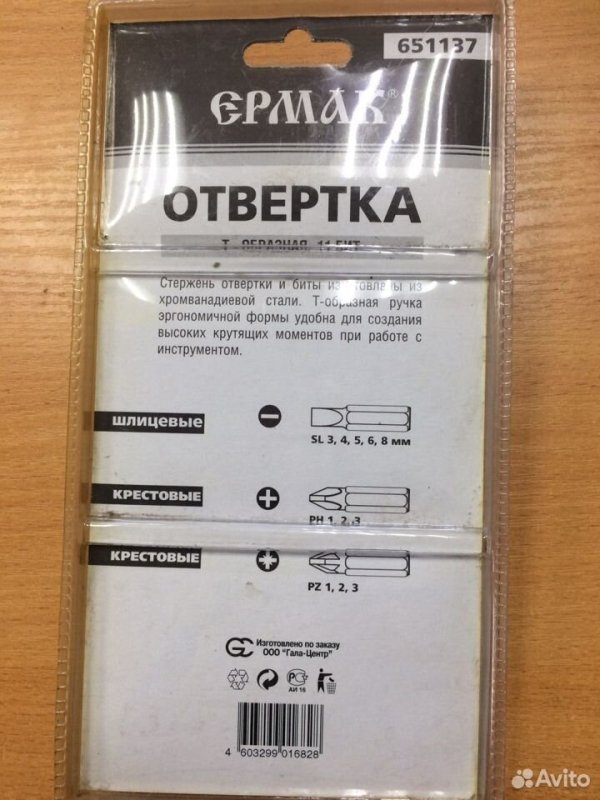 651137
ЕРМАК®
ОТВЕРТКА
Т - ОБРАЗНАЯ, 11 БИТ
Стержень отвертки и биты изготовлены из
хромванадиевой стали. Т-образная ручка
эргономичной формы удобна для создания
высоких крутящих моментов при работе с
инструментом.
ШЛИЦЕВЫЕ
SL 3, 4, 5, 6, 8 мм
КРЕСТОВЫЕ
PH 1, 2, 3
КРЕСТОВЫЕ
PZ 1, 2, 3
Изготовлено по заказу
ООО "Гала-Центр"
АИ 16
4 603299 016828
Avito